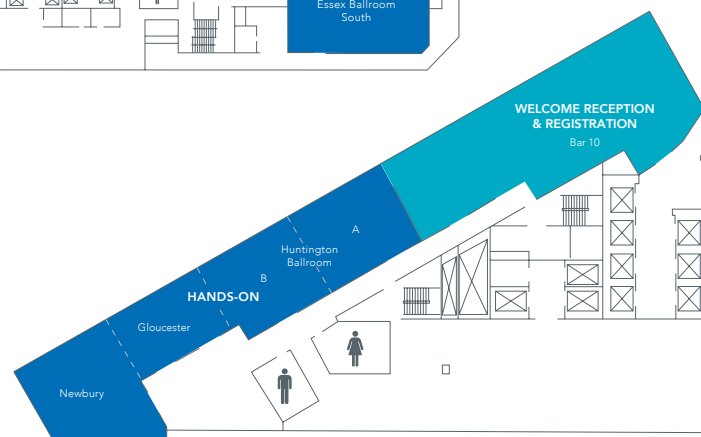 Essex Ballroom
South
WELCOME RECEPTION
& REGISTRATION
Bar 10
A
Huntington
Ballroom
B
HANDS-ON
Gloucester
Newbury